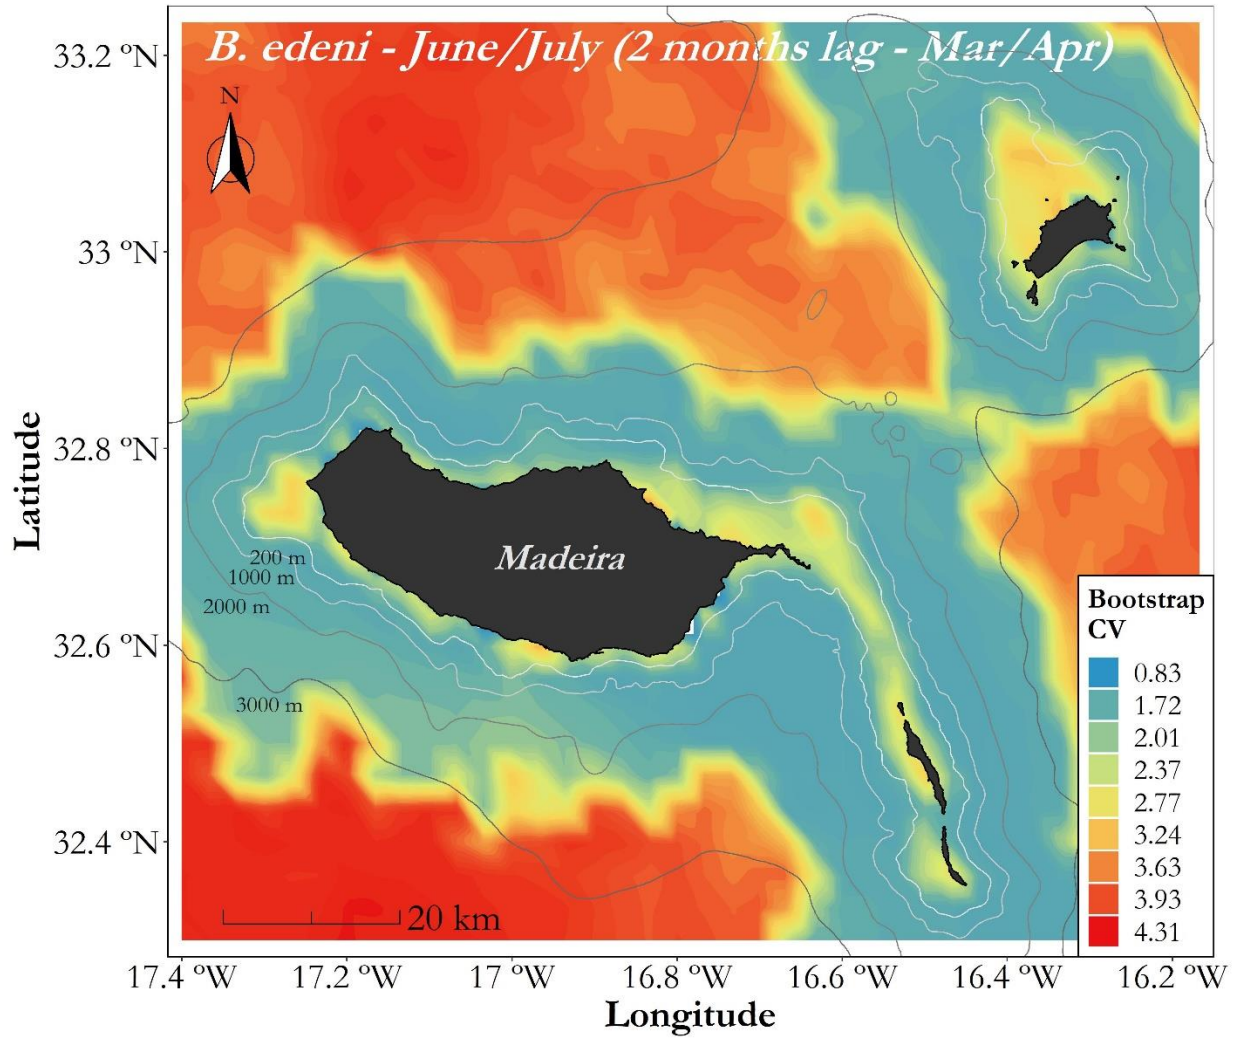 B. edeni - June/July (2 months lag - Mar/Apr)
N
33.2 ºN
33 ºN
32.8 ºN
32.6 ºN
32.4 ºN
Latitude
Madeira
200 m
1000 m
2000 m
3000 m
20 km
Bootstrap
CV
0.83
1.72
2.01
2.37
2.77
3.24
3.63
3.93
4.31
17.4 ºW
17.2 ºW
17 ºW
16.8 ºW
16.6 ºW
16.4 ºW
16.2 ºW
Longitude